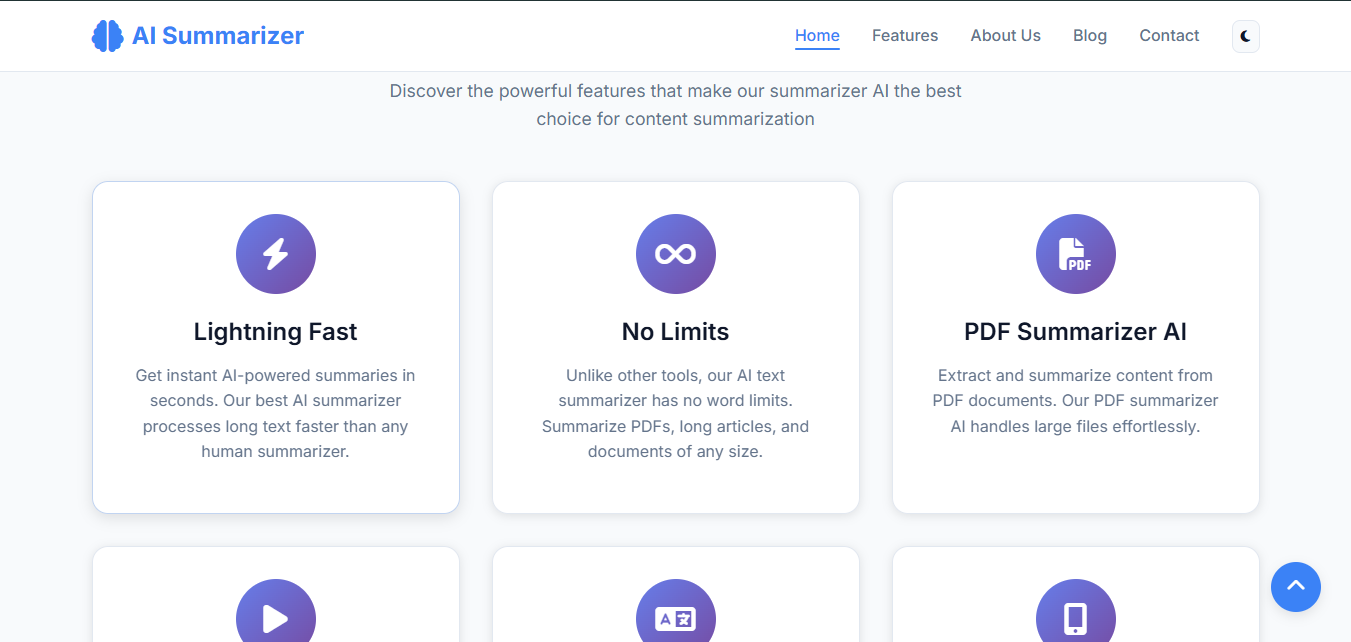 AI Summarizer
Home Features About Us Blog Contact
Discover the powerful features that make our summarizer AI the best
choice for content summarization
Lightning Fast
Get instant AI-powered summaries in
seconds. Our best AI summarizer
processes long text faster than any
human summarizer.
No Limits
Unlike other tools, our AI text
summarizer has no word limits.
Summarize PDFs, long articles, and
documents of any size.
PDF
PDF Summarizer AI
Extract and summarize content from
PDF documents. Our PDF summarizer
AI handles large files effortlessly.
A 文